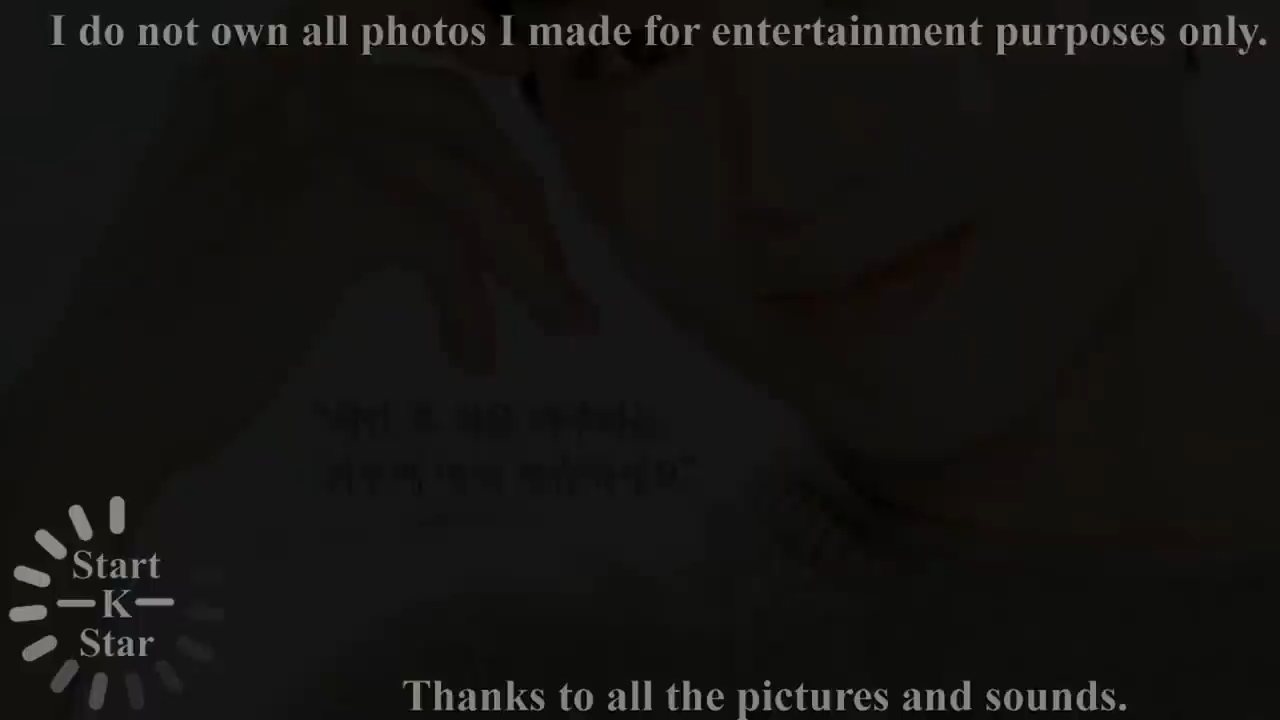 I do not own all photos I made for entertainment purposes only.
Start
K
Star
Thanks to all the pictures and sounds.